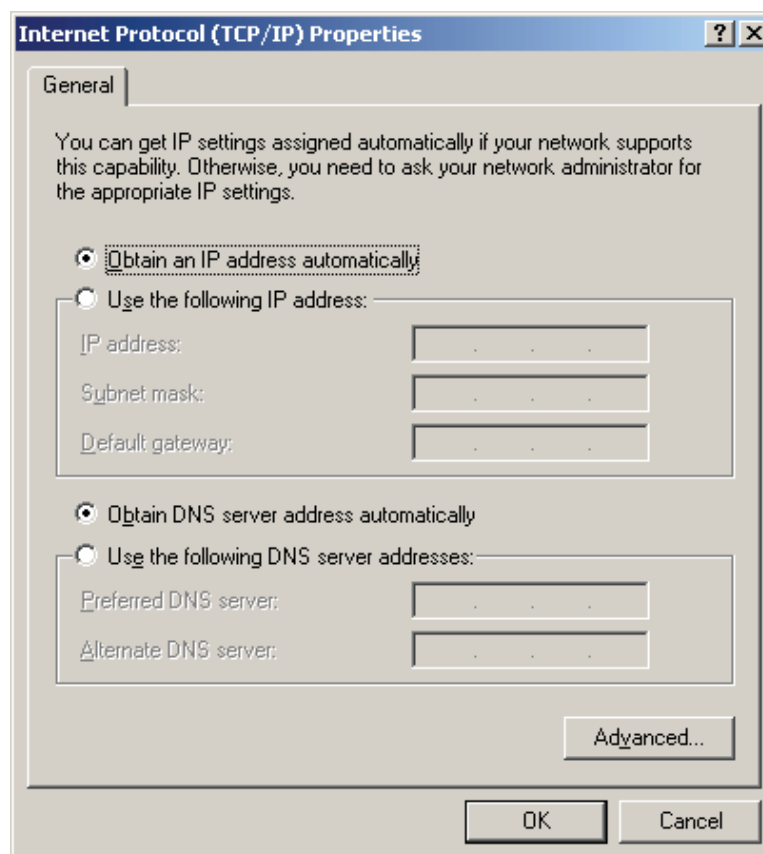 Internet Protocol (TCP/IP) Properties
General
You can get IP settings assigned automatically if your network supports
this capability. Otherwise, you need to ask your network administrator for
the appropriate IP settings.
Obtain an IP address automatically
Use the following IP address:
IP address:
Subnet mask:
Default gateway:
Obtain DNS server address automatically
Use the following DNS server addresses:
Preferred DNS server:
Alternate DNS server:
Advanced...
OK
Cancel